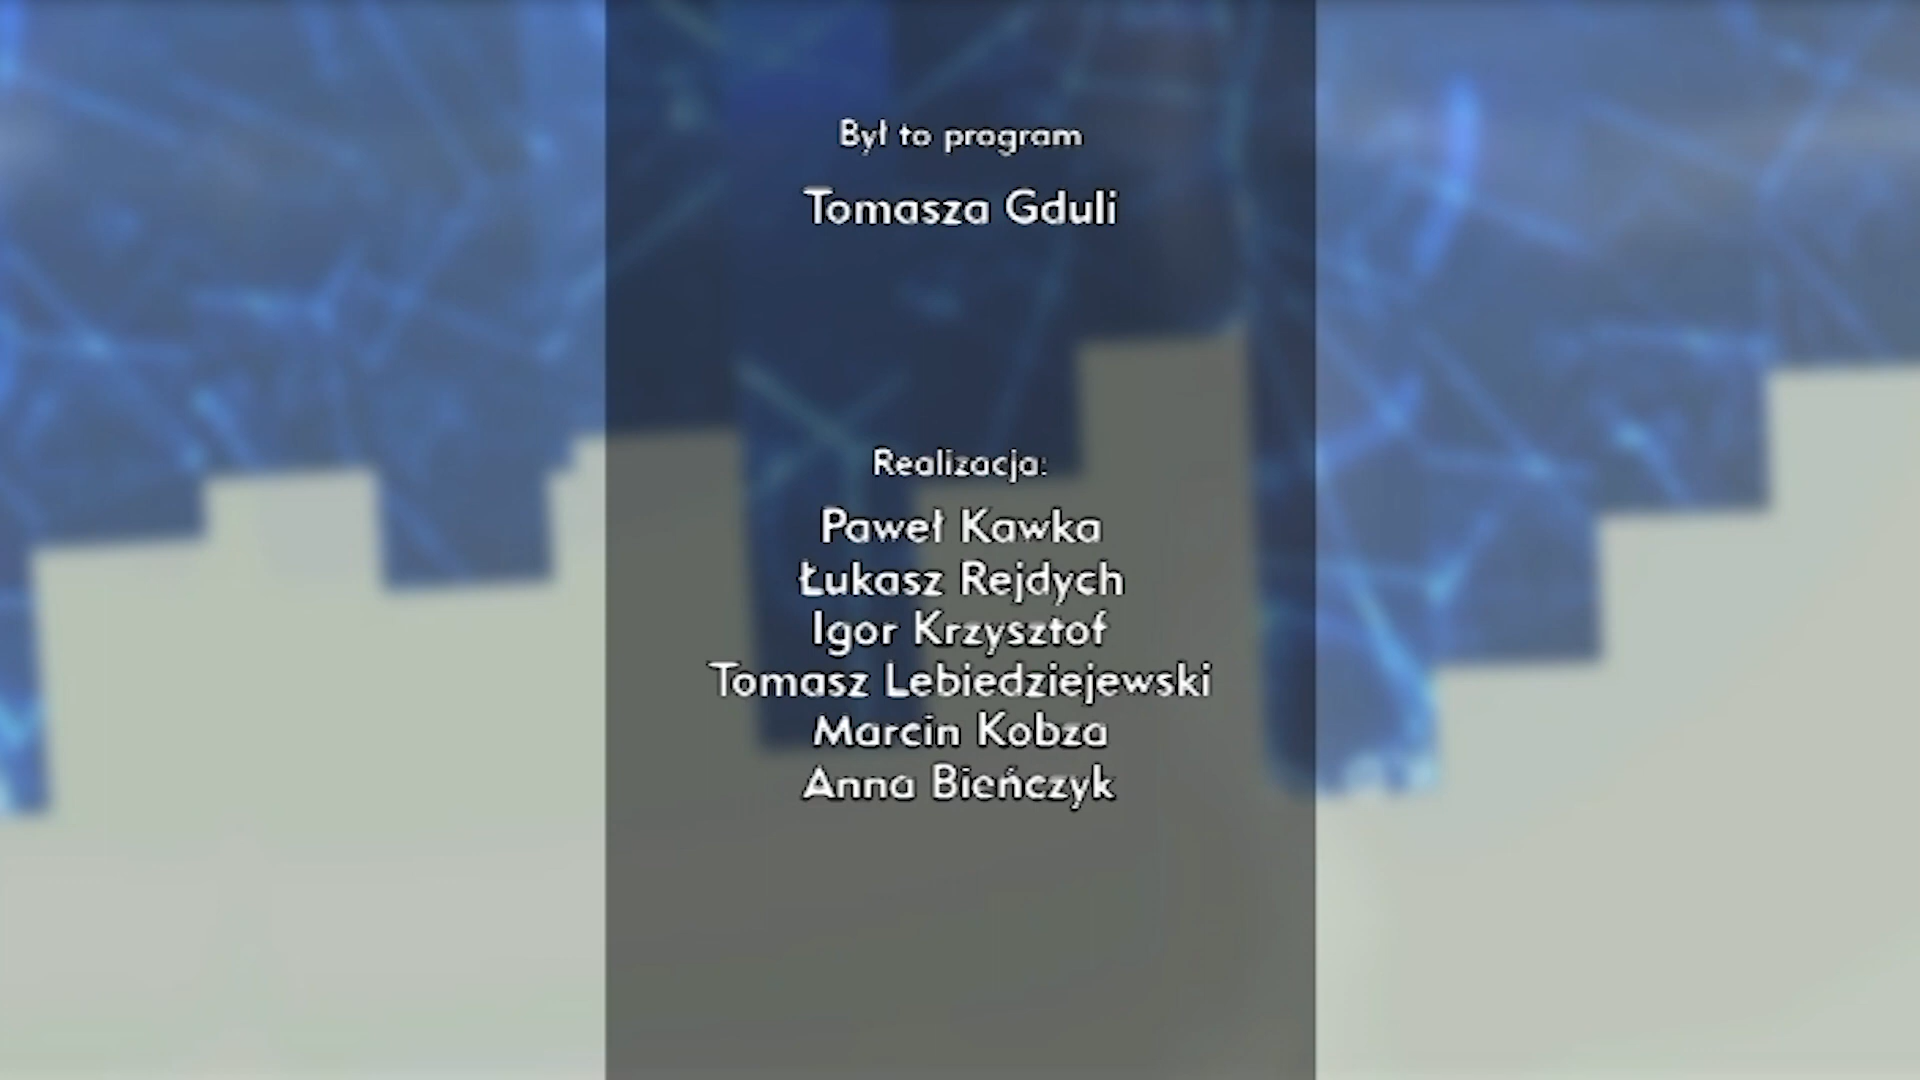 Był to program
Tomasza Gduli
Realizacja:
Paweł Kawka
Łukasz Rejdych
Igor Krzysztof
Tomasz Lebiedziejewski
Marcin Kobza
Anna Bieńczyk